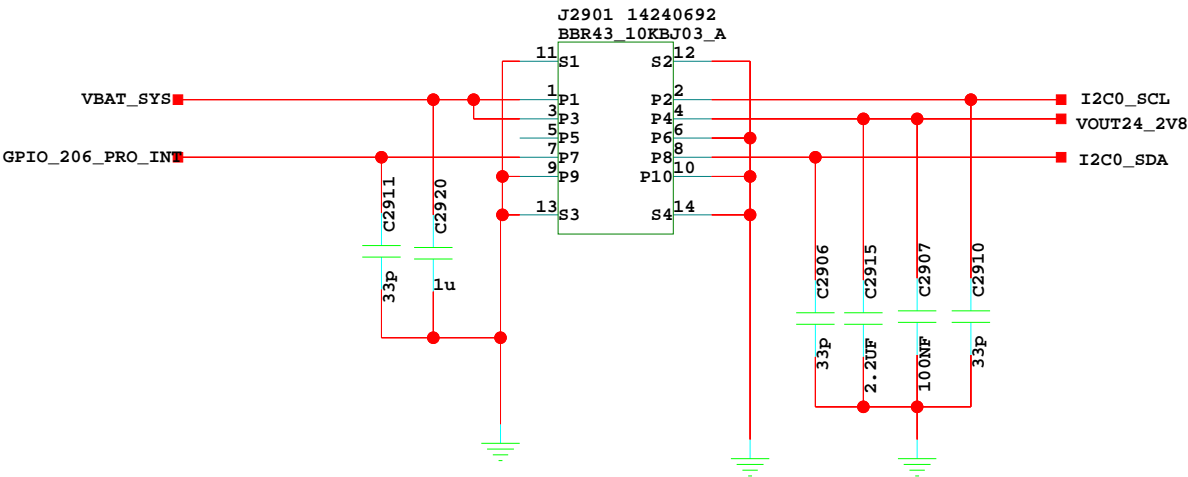 J2901 14240692
BBR43_10KBJ03_A
11 S1 S2 12
VBAT_SYS 1 P1 P2 2 I2C0_SCL
3 P3 P4 4 VOUT24_2V8
5 P5 P6 6
GPIO_206_PRO_INT 7 P7 P8 8 I2C0_SDA
9 P9 P10 10
13 S3 S4 14
C2911
33p
C2920
1u
C2906
33p
C2915
2.2UF
C2907
100NF
C2910
33p